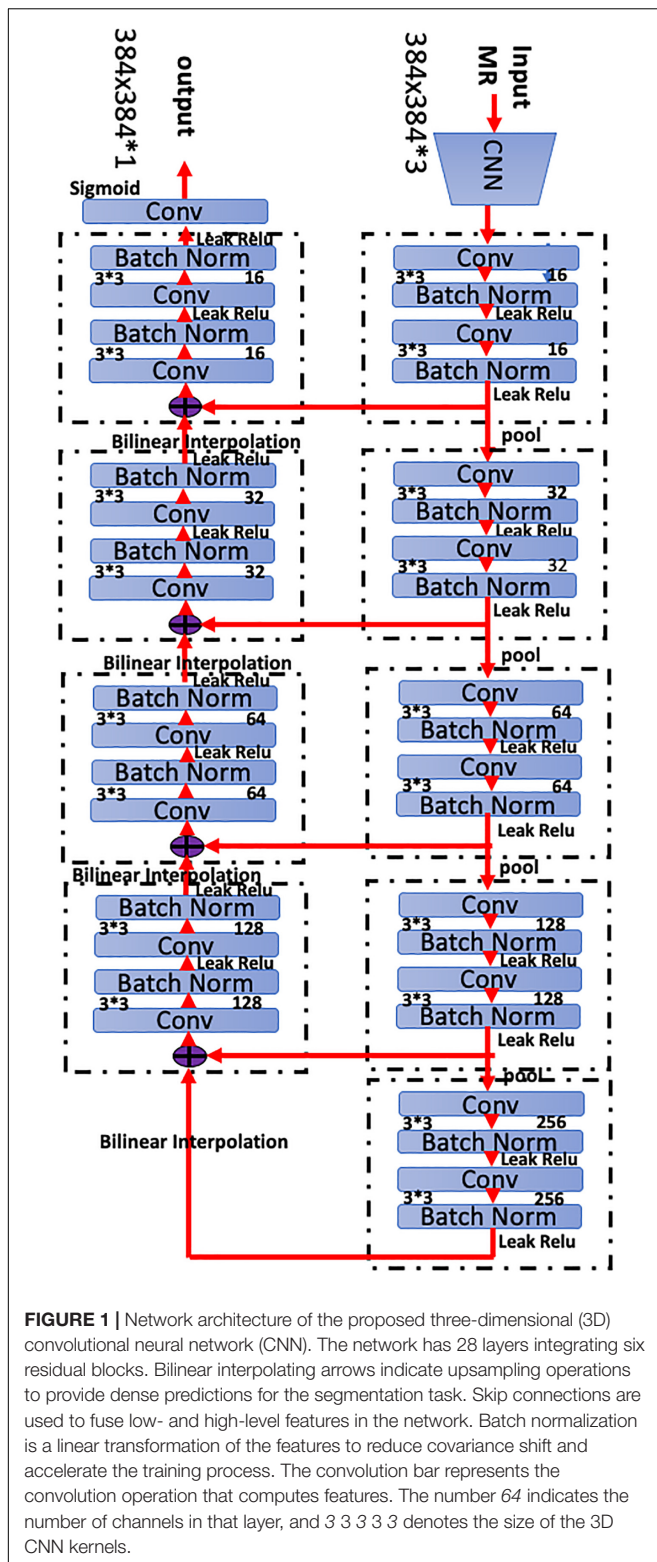 384x384*1
output
384x384*3
Input
MR
CNN
Sigmoid
Conv
Leak Relu
Batch Norm
3*3 16
Conv
Leak Relu
Batch Norm
3*3 16
Conv
Bilinear Interpolation
Leak Relu
Batch Norm
3*3 32
Conv
Leak Relu
Batch Norm
3*3 32
Conv
Bilinear Interpolation
Leak Relu
Batch Norm
3*3 64
Conv
Leak Relu
Batch Norm
3*3 64
Conv
Bilinear Interpolation
Leak Relu
Batch Norm
3*3 128
Conv
Leak Relu
Batch Norm
3*3 128
Conv
Bilinear Interpolation
Conv
3*3 16
Batch Norm
Leak Relu
Conv
3*3 16
Batch Norm
Leak Relu
pool
Conv
3*3 32
Batch Norm
Leak Relu
Conv
3*3 32
Batch Norm
Leak Relu
pool
Conv
3*3 64
Batch Norm
Leak Relu
Conv
3*3 64
Batch Norm
Leak Relu
pool
Conv
3*3 128
Batch Norm
Leak Relu
Conv
3*3 128
Batch Norm
Leak Relu
pool
Conv
3*3 256
Batch Norm
Leak Relu
Conv
3*3 256
Batch Norm
Leak Relu
FIGURE 1 | Network architecture of the proposed three-dimensional (3D)
convolutional neural network (CNN). The network has 28 layers integrating six
residual blocks. Bilinear interpolating arrows indicate upsampling operations
to provide dense predictions for the segmentation task. Skip connections are
used to fuse low- and high-level features in the network. Batch normalization
is a linear transformation of the features to reduce covariance shift and
accelerate the training process. The convolution bar represents the
convolution operation that computes features. The number 64 indicates the
number of channels in that layer, and 3 3 3 3 3 denotes the size of the 3D
CNN kernels.